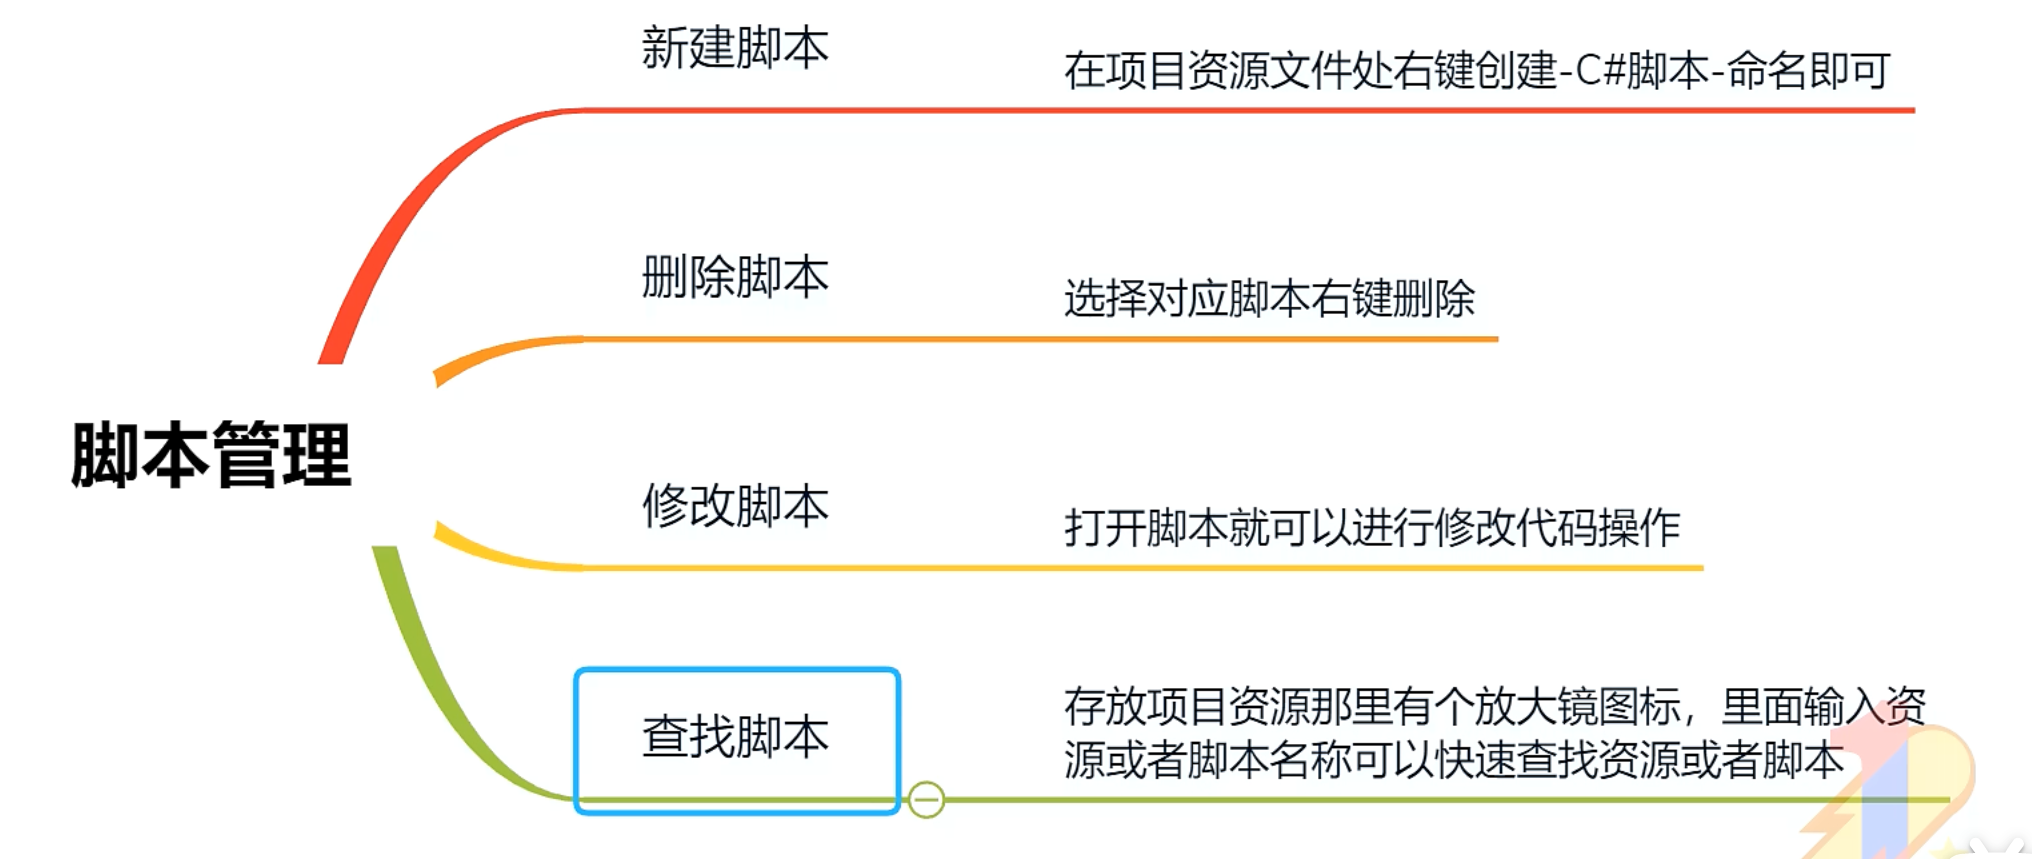 新建脚本
在项目资源文件处右键创建-C#脚本-命名即可
删除脚本
选择对应脚本右键删除
脚本管理
修改脚本
打开脚本就可以进行修改代码操作
查找脚本
存放项目资源那里有个放大镜图标，里面输入资
源或者脚本名称可以快速查找资源或者脚本